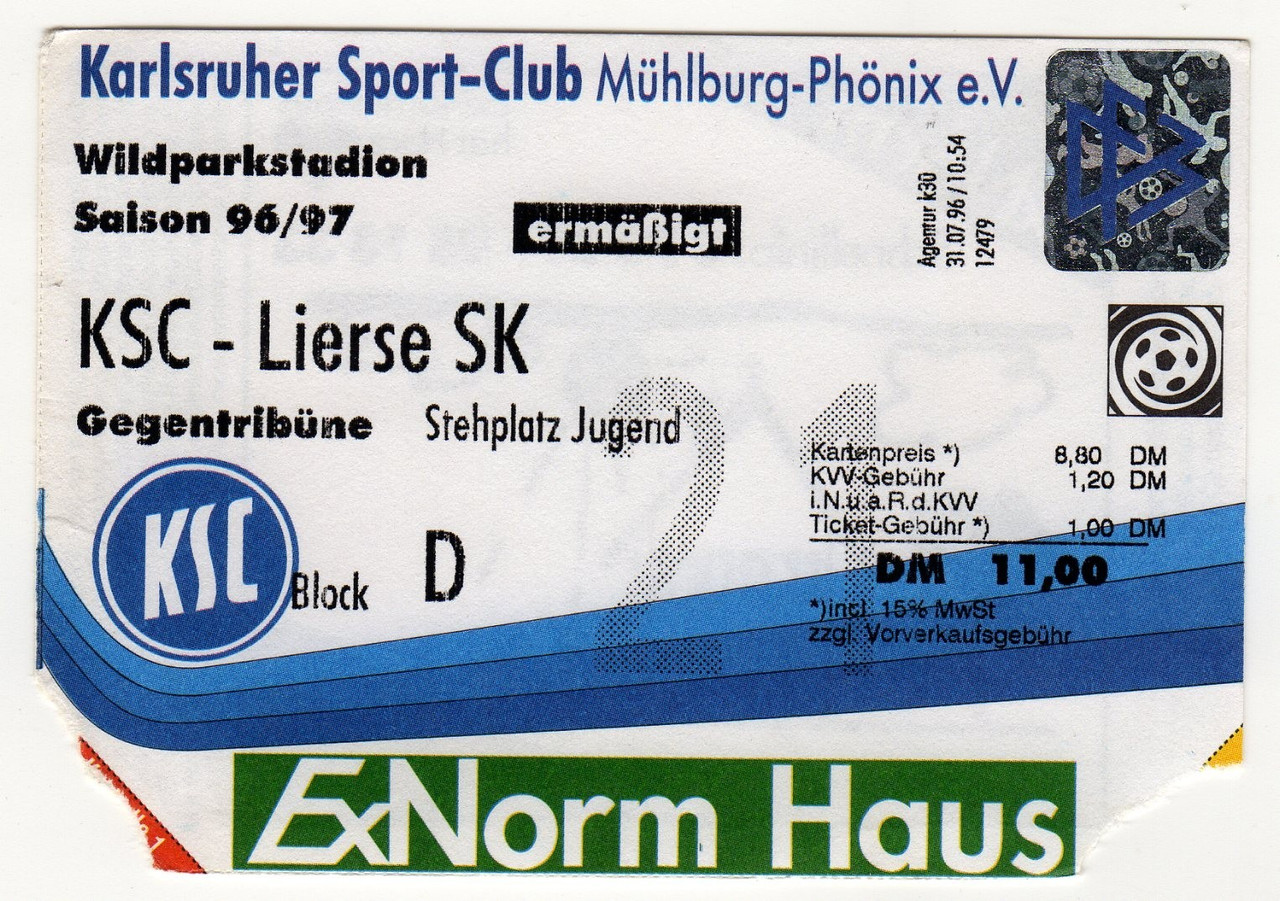 Karlsruher Sport-Club Mühlburg-Phönix e.V.
Wildparkstadion
Saison 96/97
ermäßigt
Agentur k30
31.07.96/10:54
12479
KSC - Lierse SK
Gegentribüne Stehplatz Jugend
21
Kartenpreis *) 8,80 DM
KVV-Gebühr 1,20 DM
i.N.u.a.R.d.KVV
Ticket-Gebühr *) 1,00 DM
DM 11,00
*)incl. 15% MwSt
zzgl. Vorverkaufsgebühr
KSC
Block D
ExNorm Haus